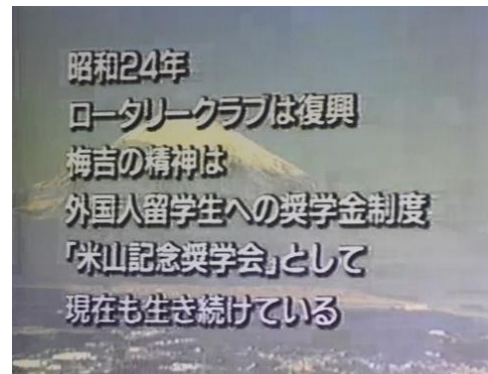 昭和24年
ロータリークラブは復興
梅吉の精神は
外国人留学生への奨学金制度
「米山記念奨学会」として
現在も生き続けている